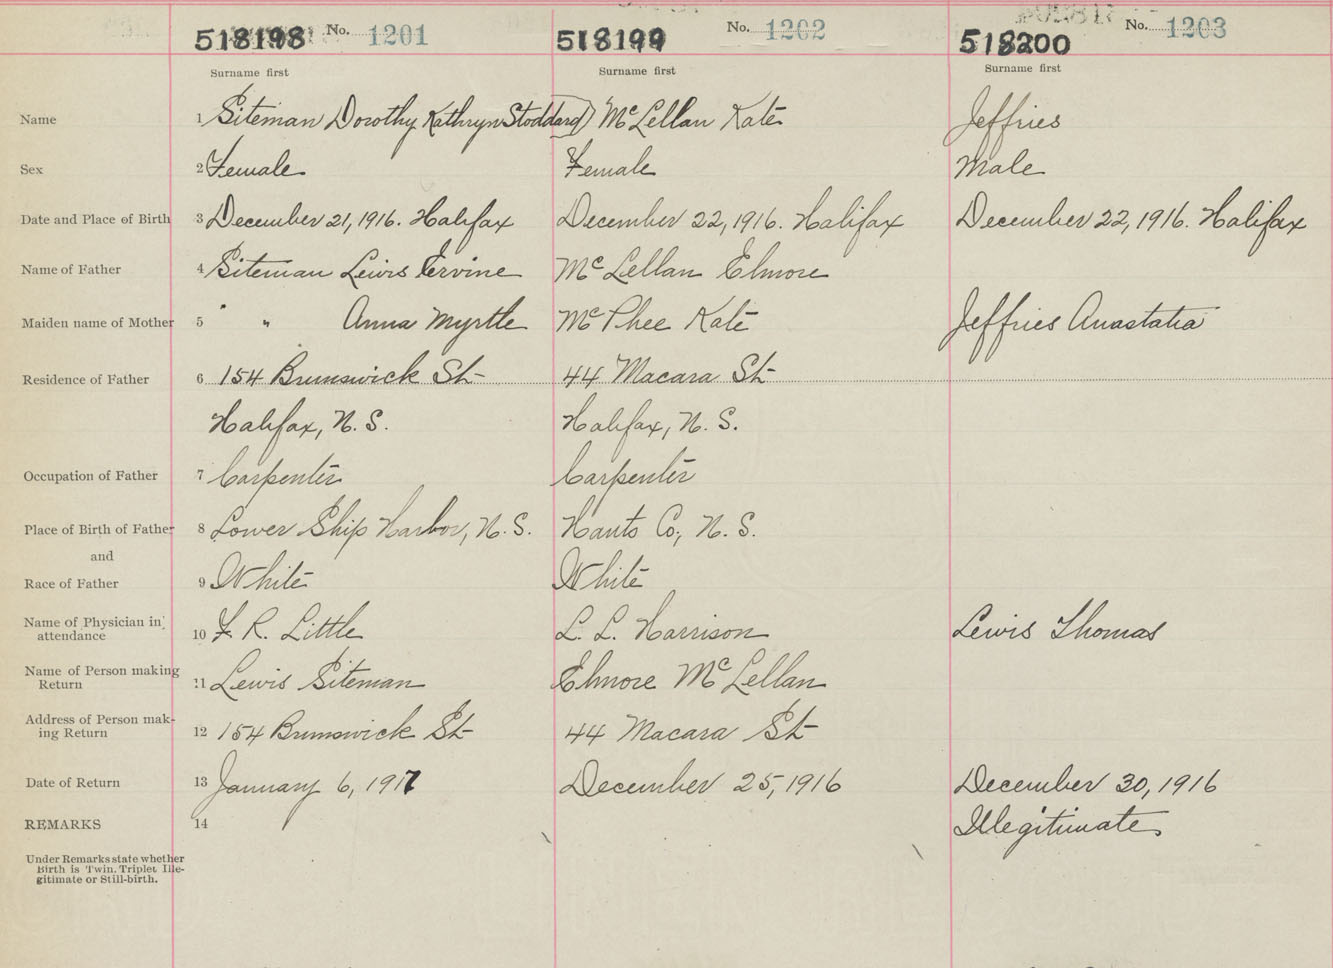 518198 No. 1201 518199 No. 1202 518200 No. 1203
Surname first Surname first Surname first
Name 1 Siteman Dorothy Kathryn Stoddard) McLellan Kate Jeffries
Sex 2 Female Female Male
Date and Place of Birth 3 December 21, 1916. Halifax December 22, 1916. Halifax December 22, 1916. Halifax
Name of Father 4 Siteman Lewis Ervine McLellan Elmore
Maiden name of Mother 5 " " Anna Myrtle McPhee Kate Jeffries Anastatia
Residence of Father 6 154 Brunswick St 44 Macara St
Halifax, N. S. Halifax, N. S.
Occupation of Father 7 Carpenter Carpenter
Place of Birth of Father 8 Lower Ship Harbor, N. S. Hants Co., N. S.
and
Race of Father 9 White White
Name of Physician in attendance 10 F. R. Little L. L. Harrison Lewis Thomas
Name of Person making Return 11 Lewis Siteman Elmore McLellan
Address of Person mak-
ing Return 12 154 Brunswick St 44 Macara St
Date of Return 13 January 6, 1917 December 25, 1916 December 30, 1916
REMARKS 14 Illegitimate
Under Remarks state whether
Birth is Twin. Triplet Ille-
gitimate or Still-birth.